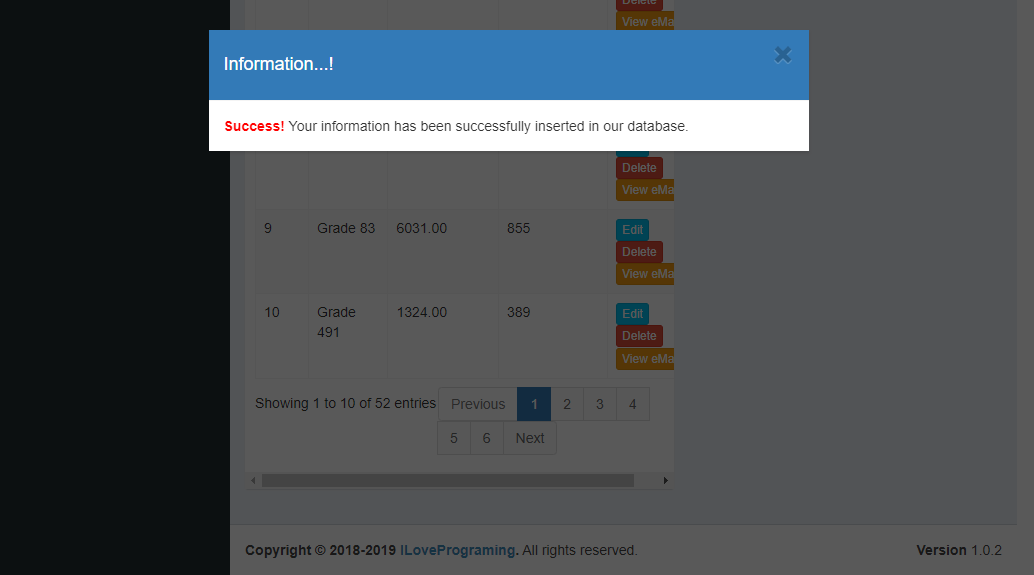 Delete
View eMa
Information...!
Success! Your information has been successfully inserted in our database.
Delete
View eMa
9 Grade 83 6031.00 855 Edit
Delete
View eMa
10 Grade 491 1324.00 389 Edit
Delete
View eMa
Showing 1 to 10 of 52 entries Previous 1 2 3 4
5 6 Next
Copyright © 2018-2019 ILovePrograming. All rights reserved. Version 1.0.2